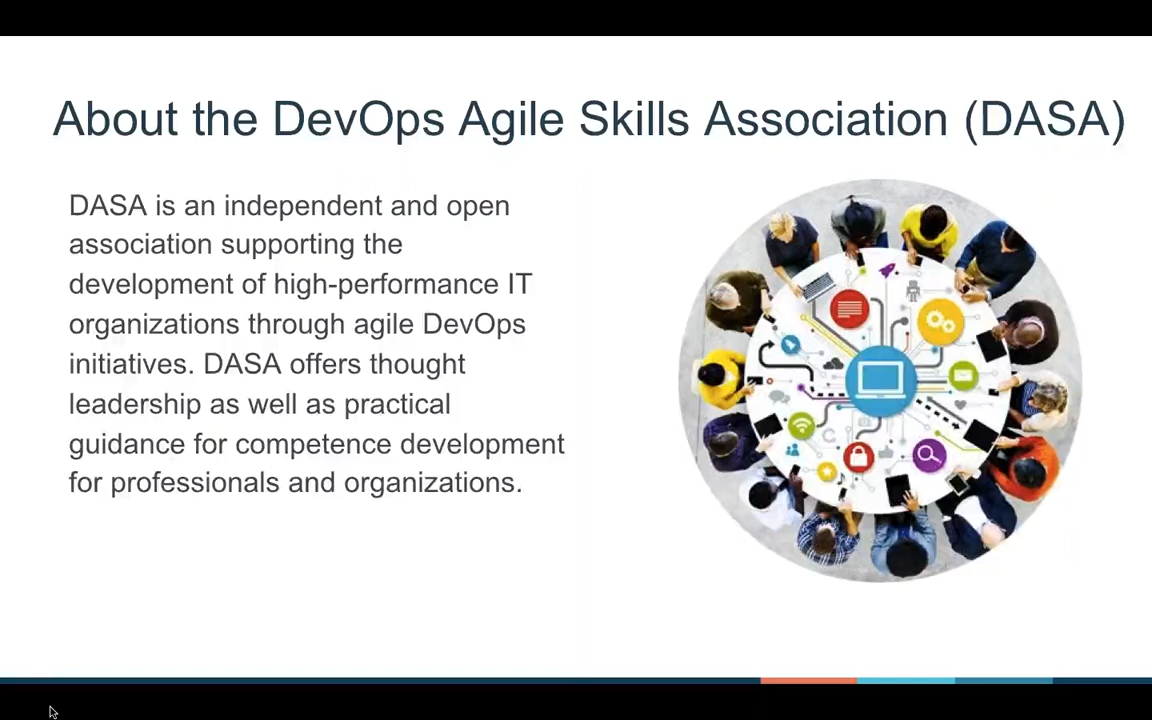 About the DevOps Agile Skills Association (DASA)
DASA is an independent and open
association supporting the
development of high-performance IT
organizations through agile DevOps
initiatives. DASA offers thought
leadership as well as practical
guidance for competence development
for professionals and organizations.